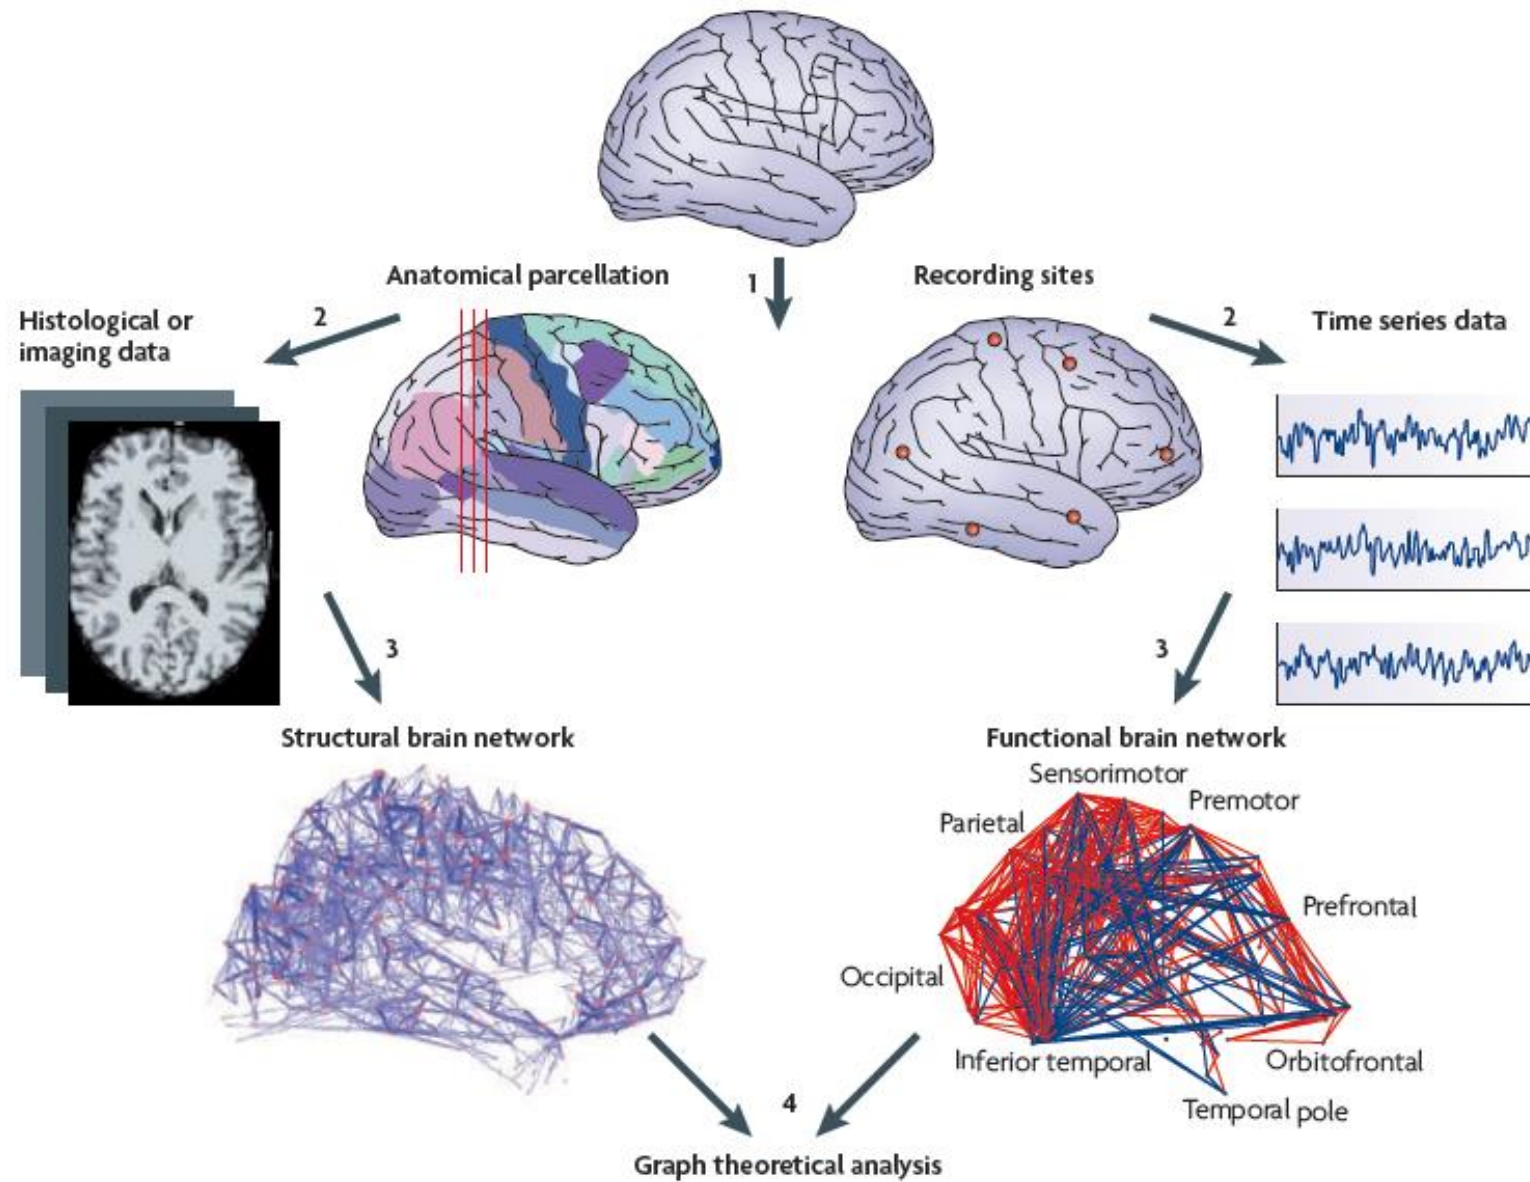 Anatomical parcellation
1
Recording sites
Histological or
imaging data
2
2
Time series data
3
3
Structural brain network
Functional brain network
Sensorimotor
Premotor
Parietal
Prefrontal
Occipital
Inferior temporal
Orbitofrontal
Temporal pole
4
Graph theoretical analysis